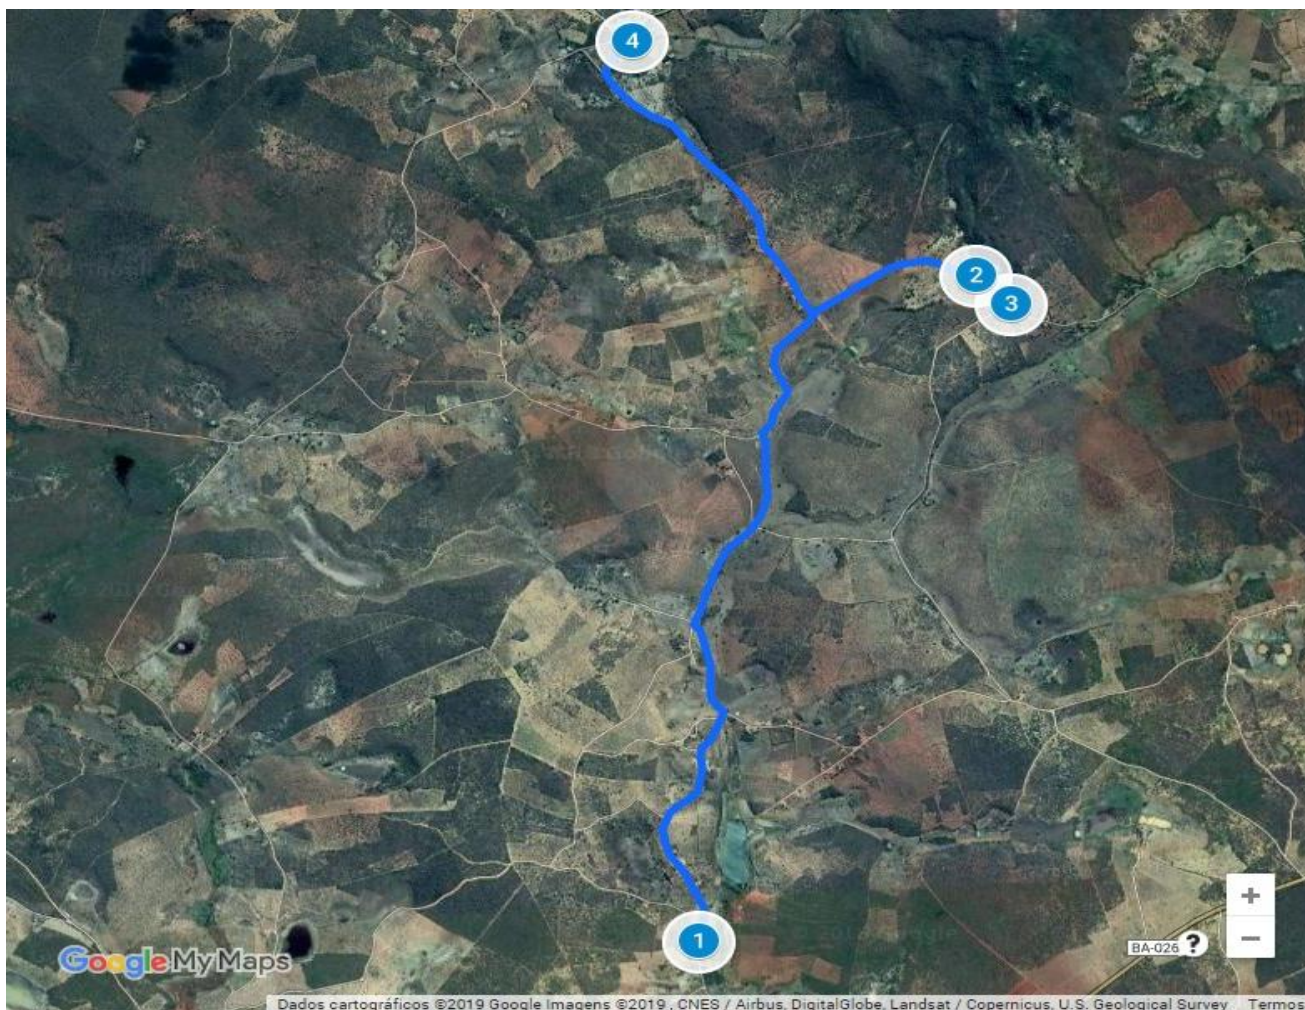 4
2
3
1
BA-026
?
+
−
Google My Maps
Dados cartográficos ©2019 Google Imagens ©2019 , CNES / Airbus, DigitalGlobe, Landsat / Copernicus, U.S. Geological Survey Termos